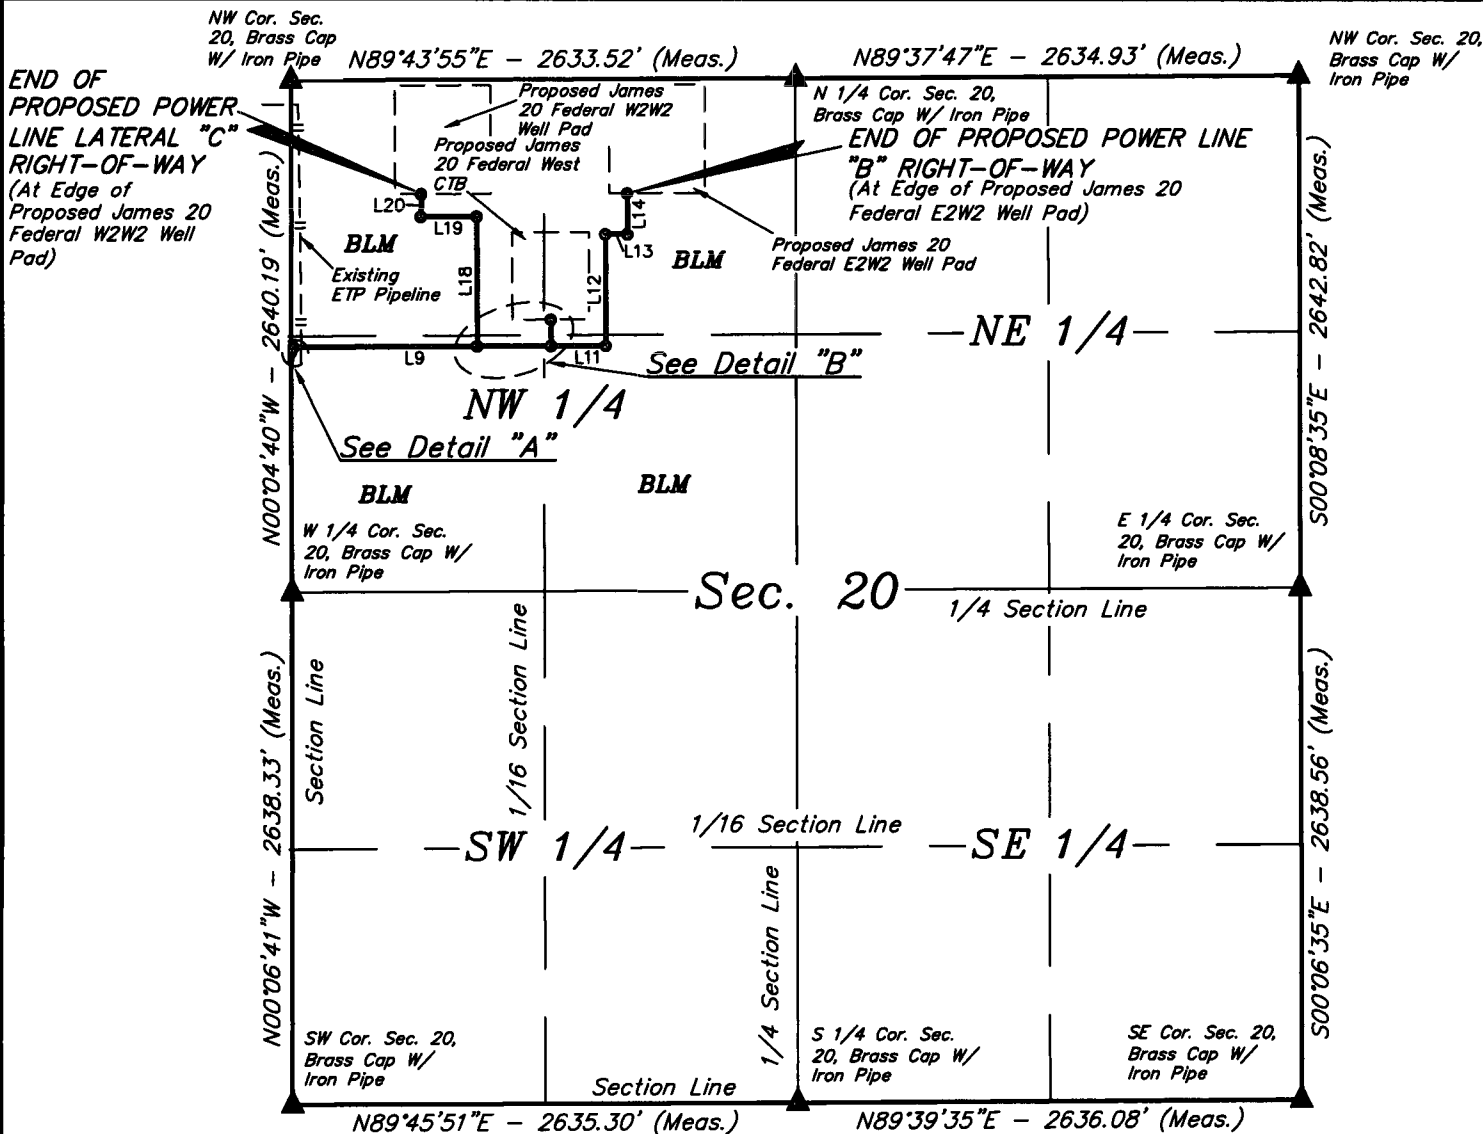 NW Cor. Sec.
20, Brass Cap
W/ Iron Pipe
N89°43'55"E - 2633.52' (Meas.)
N89°37'47"E - 2634.93' (Meas.)
NW Cor. Sec. 20,
Brass Cap W/
Iron Pipe
END OF
PROPOSED POWER
LINE LATERAL "C"
RIGHT-OF-WAY
(At Edge of
Proposed James 20
Federal W2W2 Well
Pad)
Proposed James
20 Federal W2W2
Well Pad
Proposed James
20 Federal West
CTB
N 1/4 Cor. Sec. 20,
Brass Cap W/ Iron Pipe
END OF PROPOSED POWER LINE
"B" RIGHT-OF-WAY
(At Edge of Proposed James 20
Federal E2W2 Well Pad)
Proposed James 20
Federal E2W2 Well Pad
L20
L19
L14
L13
BLM
BLM
Existing
ETP Pipeline
L18
L12
L9
L11
See Detail "B"
NW 1/4
NE 1/4
See Detail "A"
BLM
BLM
N00°04'40"W - 2640.19' (Meas.)
S00°08'35"E - 2642.82' (Meas.)
W 1/4 Cor. Sec.
20, Brass Cap W/
Iron Pipe
E 1/4 Cor. Sec.
20, Brass Cap W/
Iron Pipe
Sec. 20
1/4 Section Line
Section Line
1/16 Section Line
N00°06'41"W - 2638.33' (Meas.)
S00°06'35"E - 2638.56' (Meas.)
1/16 Section Line
SW 1/4
SE 1/4
1/4 Section Line
SW Cor. Sec. 20,
Brass Cap W/
Iron Pipe
S 1/4 Cor. Sec.
20, Brass Cap W/
Iron Pipe
SE Cor. Sec. 20,
Brass Cap W/
Iron Pipe
Section Line
N89°45'51"E - 2635.30' (Meas.)
N89°39'35"E - 2636.08' (Meas.)